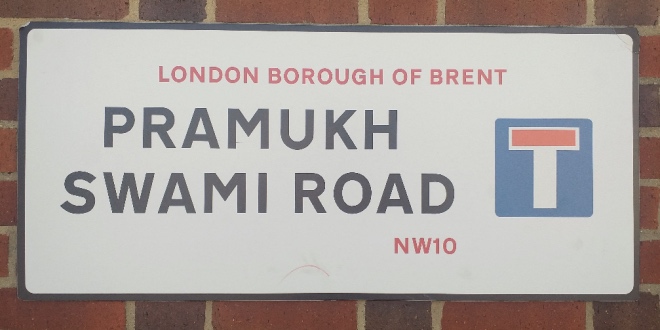 LONDON BOROUGH OF BRENT
PRAMUKH
SWAMI ROAD
NW10